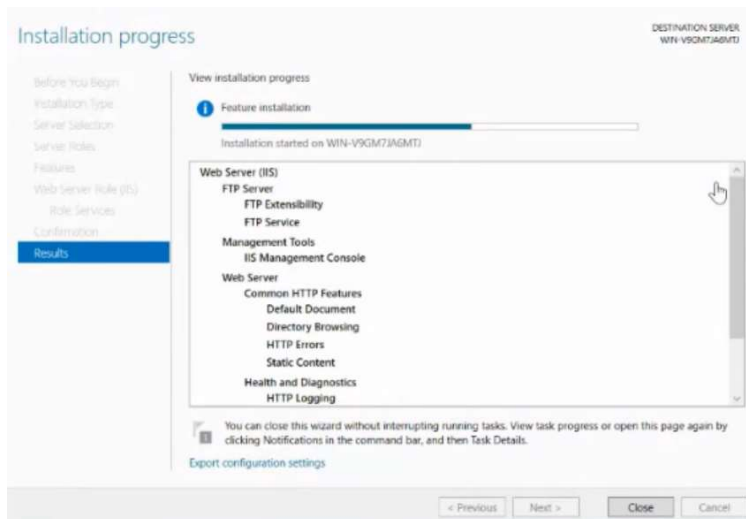 Installation progress
DESTINATION SERVER
WIN-V9GM7JA6MTJ
Before You Begin
Installation Type
Server Selection
Server Roles
Features
Web Server Role (IIS)
Role Services
Confirmation
Results
View installation progress
Feature installation
Installation started on WIN-V9GM7JA6MTJ
Web Server (IIS)
FTP Server
FTP Extensibility
FTP Service
Management Tools
IIS Management Console
Web Server
Common HTTP Features
Default Document
Directory Browsing
HTTP Errors
Static Content
Health and Diagnostics
HTTP Logging
You can close this wizard without interrupting running tasks. View task progress or open this page again by
clicking Notifications in the command bar, and then Task Details.
Export configuration settings
< Previous
Next >
Close
Cancel